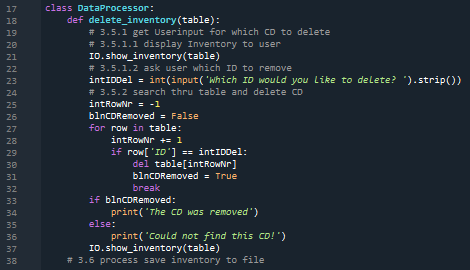 17 class DataProcessor:
18     def delete_inventory(table):
19         # 3.5.1 get Userinput for which CD to delete
20         # 3.5.1.1 display Inventory to user
21         IO.show_inventory(table)
22         # 3.5.1.2 ask user which ID to remove
23         intIDDel = int(input('Which ID would you like to delete? ').strip())
24         # 3.5.2 search thru table and delete CD
25         intRowNr = -1
26         blnCDRemoved = False
27         for row in table:
28             intRowNr += 1
29             if row['ID'] == intIDDel:
30                 del table[intRowNr]
31                 blnCDRemoved = True
32                 break
33         if blnCDRemoved:
34             print('The CD was removed')
35         else:
36             print('Could not find this CD!')
37         IO.show_inventory(table)
38     # 3.6 process save inventory to file